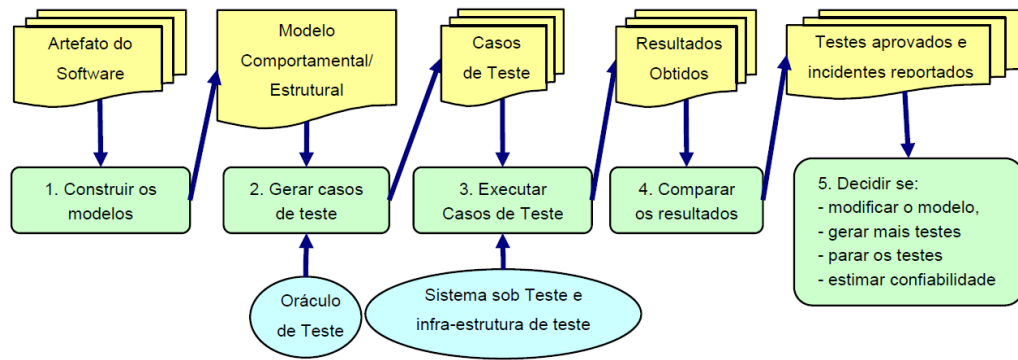 Artefato do
Software
Modelo
Comportamental/
Estrutural
Casos
de Teste
Resultados
Obtidos
Testes aprovados e
incidentes reportados
1. Construir os
modelos
2. Gerar casos
de teste
3. Executar
Casos de Teste
4. Comparar
os resultados
5. Decidir se:
- modificar o modelo,
- gerar mais testes
- parar os testes
- estimar confiabilidade
Oráculo
de Teste
Sistema sob Teste e
infra-estrutura de teste